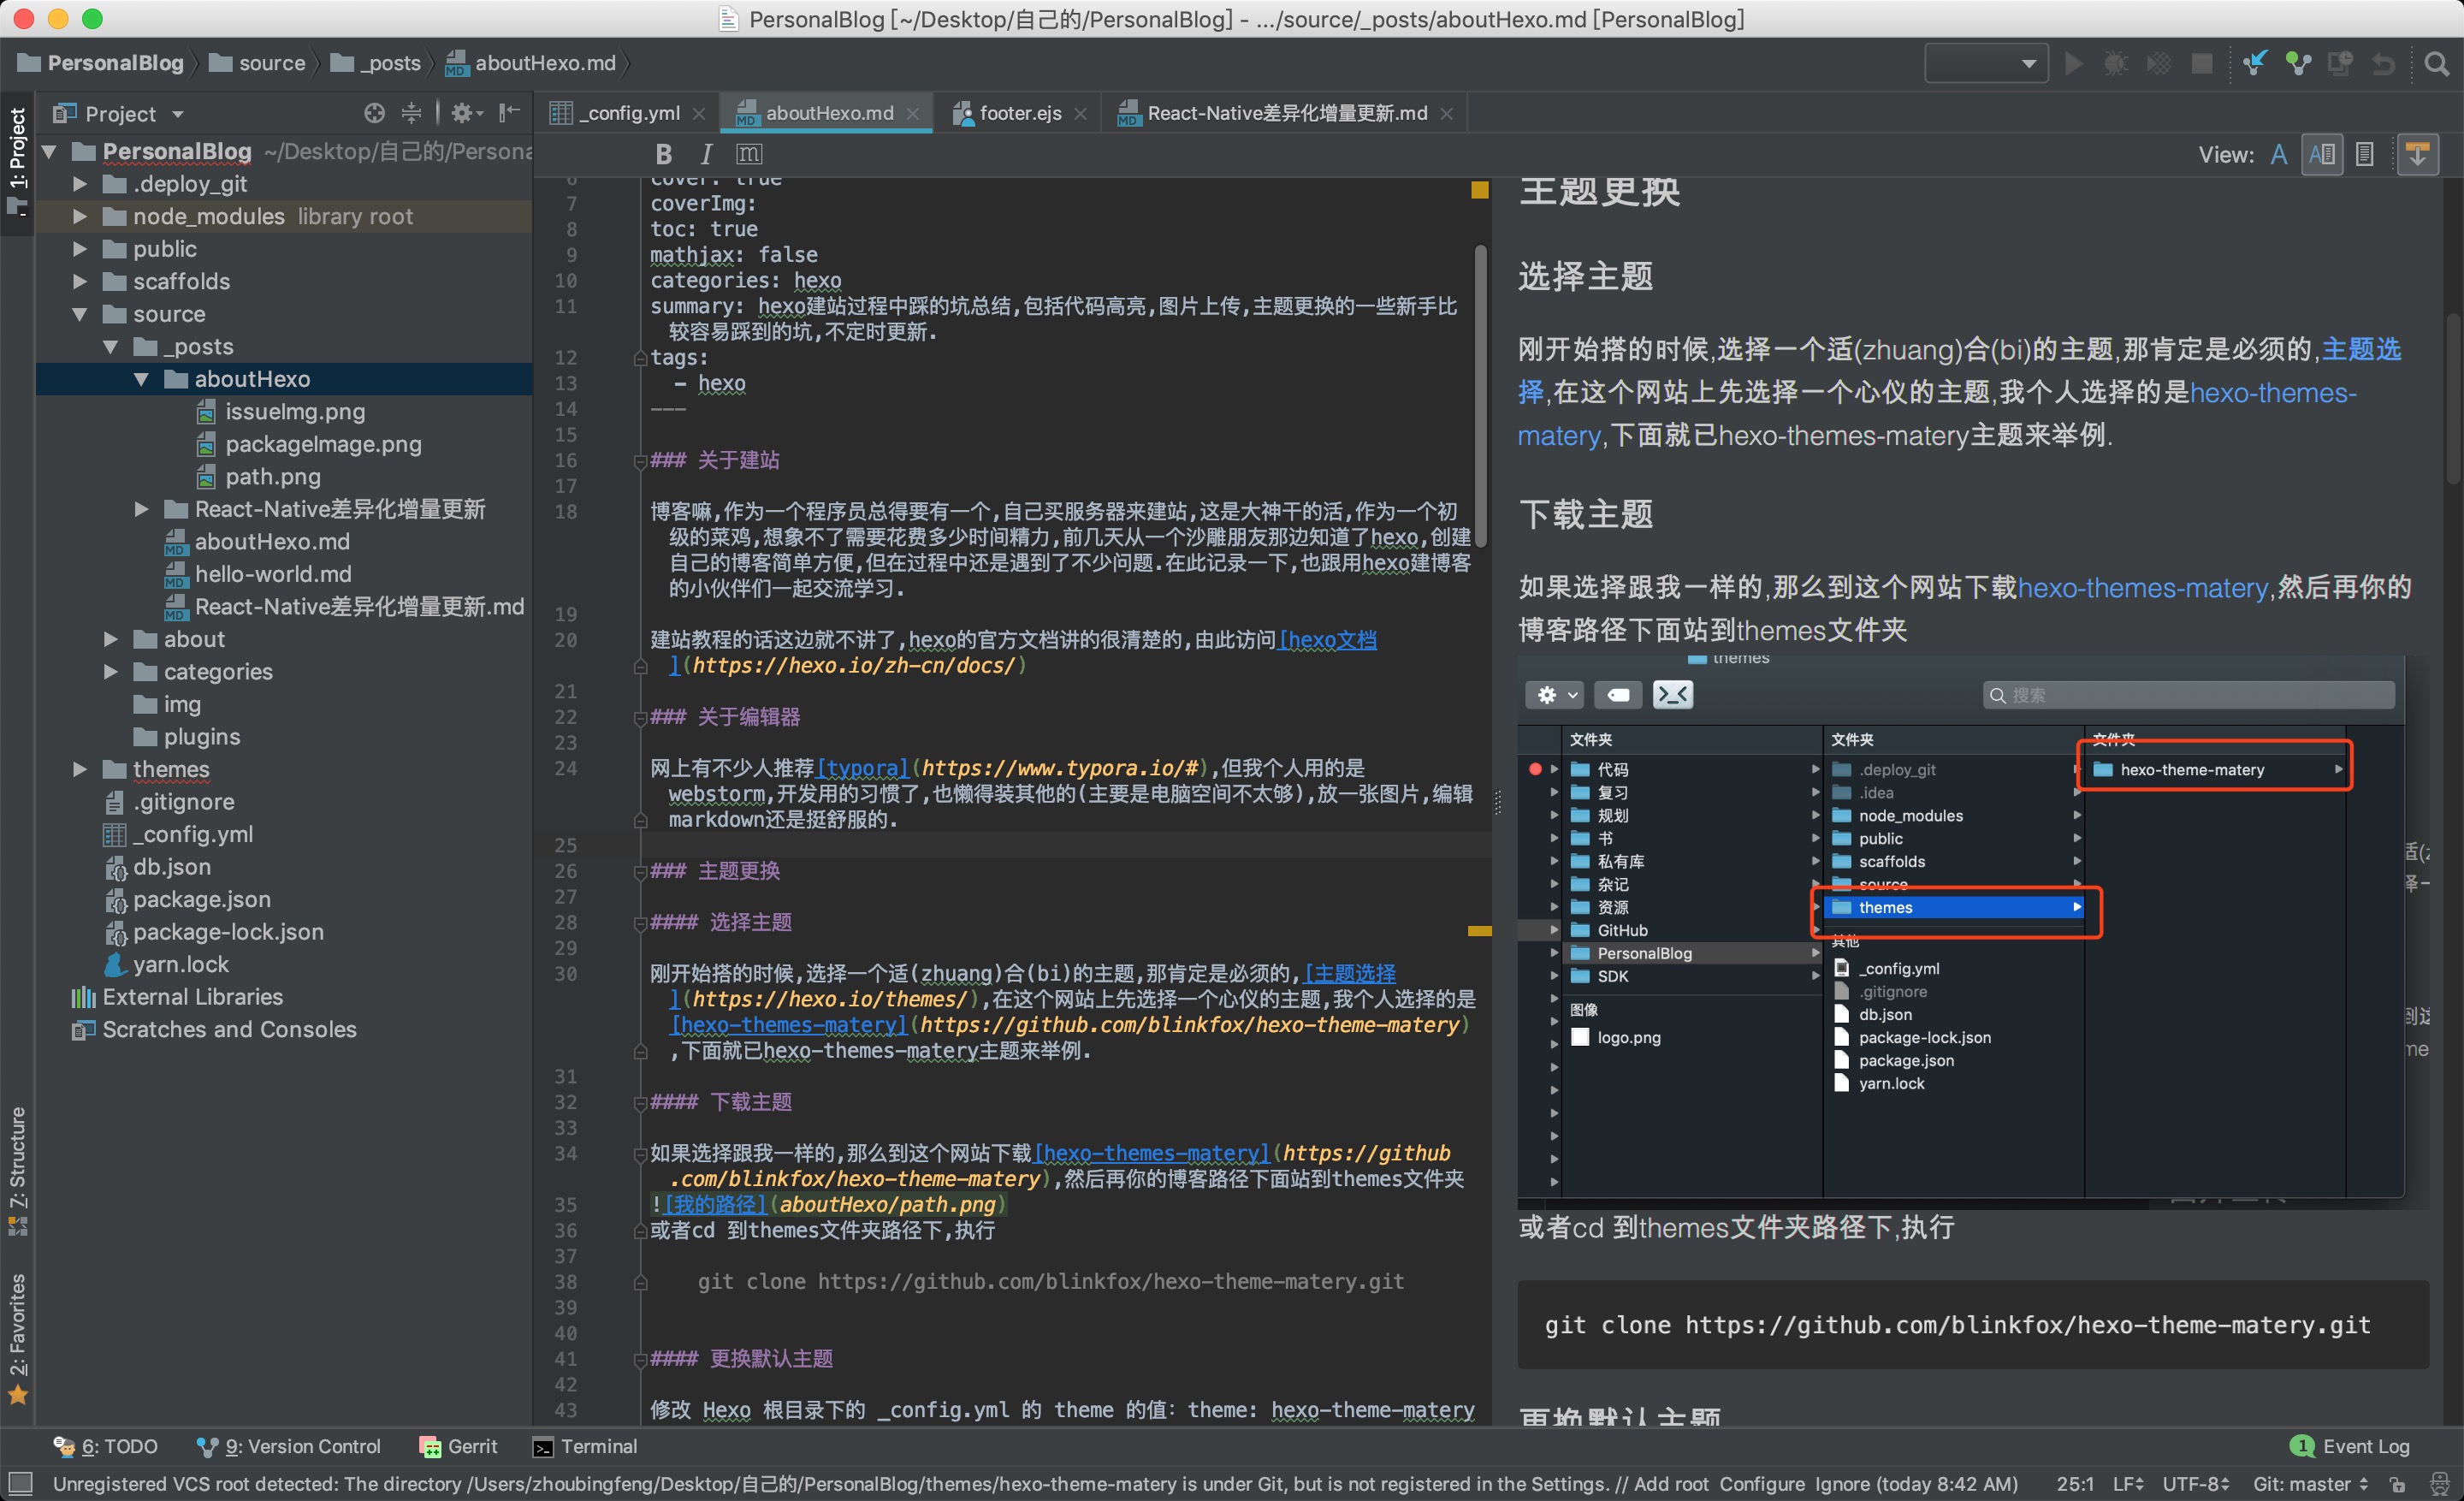 PersonalBlog [~/Desktop/自己的/PersonalBlog] - .../source/_posts/aboutHexo.md [PersonalBlog]
PersonalBlog source _posts aboutHexo.md
1: Project
Project
_config.yml aboutHexo.md footer.ejs React-Native差异化增量更新.md
B I m
View: A
PersonalBlog ~/Desktop/自己的/Persona
.deploy_git
node_modules library root
public
scaffolds
source
_posts
aboutHexo
issueImg.png
packageImage.png
path.png
React-Native差异化增量更新
aboutHexo.md
hello-world.md
React-Native差异化增量更新.md
about
categories
img
plugins
themes
.gitignore
_config.yml
db.json
package.json
package-lock.json
yarn.lock
External Libraries
Scratches and Consoles
Z: Structure
2: Favorites
6 cover: true
7 coverImg:
8 toc: true
9 mathjax: false
10 categories: hexo
11 summary: hexo建站过程中踩的坑总结,包括代码高亮,图片上传,主题更换的一些新手比
较容易踩到的坑,不定时更新.
12 tags:
13 - hexo
14 ---
15
16 ### 关于建站
17
18 博客嘛,作为一个程序员总得要有一个,自己买服务器来建站,这是大神干的活,作为一个初
级的菜鸡,想象不了需要花费多少时间精力,前几天从一个沙雕朋友那边知道了hexo,创建
自己的博客简单方便,但在过程中还是遇到了不少问题.在此记录一下,也跟用hexo建博客
的小伙伴们一起交流学习.
19
20 建站教程的话这边就不讲了,hexo的官方文档讲的很清楚的,由此访问[hexo文档
](https://hexo.io/zh-cn/docs/)
21
22 ### 关于编辑器
23
24 网上有不少人推荐[typora](https://www.typora.io/#),但我个人用的是
webstorm,开发用的习惯了,也懒得装其他的(主要是电脑空间不太够),放一张图片,编辑
markdown还是挺舒服的.
25
26 ### 主题更换
27
28 #### 选择主题
29
30 刚开始搭的时候,选择一个适(zhuang)合(bi)的主题,那肯定是必须的,[主题选择
](https://hexo.io/themes/),在这个网站上先选择一个心仪的主题,我个人选择的是
[hexo-themes-matery](https://github.com/blinkfox/hexo-theme-matery)
,下面就已hexo-themes-matery主题来举例.
31
32 #### 下载主题
33
34 如果选择跟我一样的,那么到这个网站下载[hexo-themes-matery](https://github
.com/blinkfox/hexo-theme-matery),然后再你的博客路径下面站到themes文件夹
35 ![我的路径](aboutHexo/path.png)
36 或者cd 到themes文件夹路径下,执行
37
38 git clone https://github.com/blinkfox/hexo-theme-matery.git
39
40
41 #### 更换默认主题
42
43 修改 Hexo 根目录下的 _config.yml 的 theme 的值: theme: hexo-theme-matery
主题更换
选择主题
刚开始搭的时候,选择一个适(zhuang)合(bi)的主题,那肯定是必须的,主题选
择,在这个网站上先选择一个心仪的主题,我个人选择的是hexo-themes-
matery,下面就已hexo-themes-matery主题来举例.
下载主题
如果选择跟我一样的,那么到这个网站下载hexo-themes-matery,然后再你的
博客路径下面站到themes文件夹
themes
搜索
文件夹 文件夹 文件夹
代码 .deploy_git hexo-theme-matery
复习 .idea
规划 node_modules
书 public
私有库 scaffolds
杂记 source
资源 themes
GitHub
其他
PersonalBlog
_config.yml
SDK
.gitignore
图像
db.json
logo.png package-lock.json
package.json
yarn.lock
或者cd 到themes文件夹路径下,执行
git clone https://github.com/blinkfox/hexo-theme-matery.git
更换默认主题
6: TODO 9: Version Control Gerrit Terminal 1 Event Log
Unregistered VCS root detected: The directory /Users/zhoubingfeng/Desktop/自己的/PersonalBlog/themes/hexo-theme-matery is under Git, but is not registered in the Settings. // Add root Configure Ignore (today 8:42 AM) 25:1 LF UTF-8 Git: master